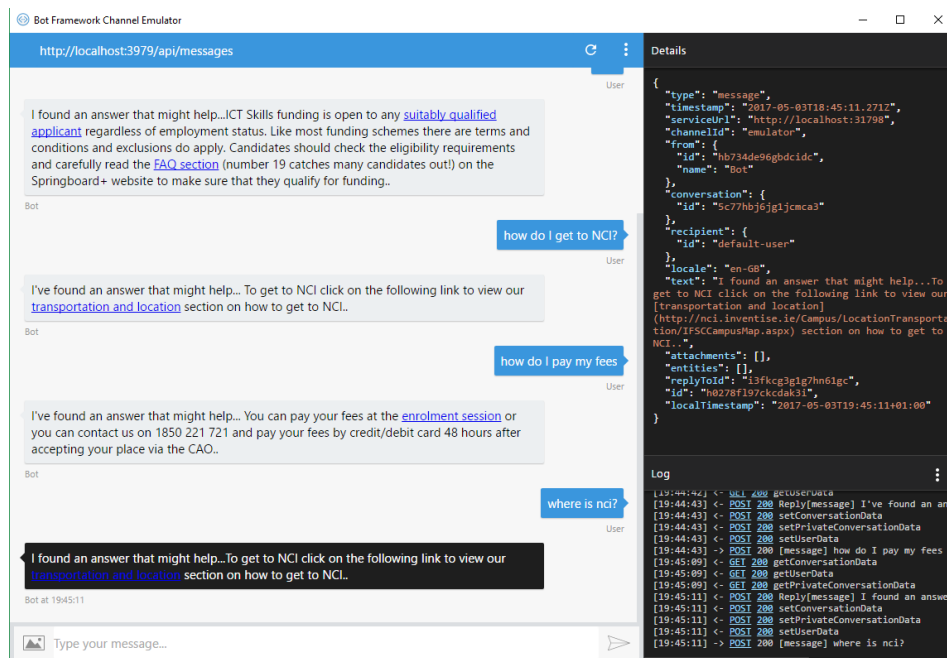 Bot Framework Channel Emulator
http://localhost:3979/api/messages
User
I found an answer that might help...ICT Skills funding is open to any suitably qualified
applicant regardless of employment status. Like most funding schemes there are terms and
conditions and exclusions do apply. Candidates should check the eligibility requirements
and carefully read the FAQ section (number 19 catches many candidates out!) on the
Springboard+ website to make sure that they qualify for funding..
Bot
how do I get to NCI?
User
I've found an answer that might help... To get to NCI click on the following link to view our
transportation and location section on how to get to NCI..
Bot
how do I pay my fees
User
I've found an answer that might help... You can pay your fees at the enrolment session or
you can contact us on 1850 221 721 and pay your fees by credit/debit card 48 hours after
accepting your place via the CAO..
Bot
where is nci?
User
I found an answer that might help...To get to NCI click on the following link to view our
transportation and location section on how to get to NCI..
Bot at 19:45:11
Type your message...
Details
{
"type": "message",
"timestamp": "2017-05-03T18:45:11.271Z",
"serviceUrl": "http://localhost:31798",
"channelId": "emulator",
"from": {
"id": "hb734de96gbdcidc",
"name": "Bot"
},
"conversation": {
"id": "5c77hbj6jg1jcmca3"
},
"recipient": {
"id": "default-user"
},
"locale": "en-GB",
"text": "I found an answer that might help...To
get to NCI click on the following link to view our
[transportation and location]
(http://nci.inventise.ie/Campus/LocationTransporta
tion/IFSCCampusMap.aspx) section on how to get to
NCI..",
"attachments": [],
"entities": [],
"replyToId": "i3fkcg3g1g7hn61gc",
"id": "h0278f197ckcdak3i",
"localTimestamp": "2017-05-03T19:45:11+01:00"
}
Log
[19:44:42] <- GET 200 getUserData
[19:44:43] <- POST 200 Reply[message] I've found an an
[19:44:43] <- POST 200 setConversationData
[19:44:43] <- POST 200 setPrivateConversationData
[19:44:43] <- POST 200 setUserData
[19:44:43] -> POST 200 [message] how do I pay my fees
[19:45:09] <- GET 200 getConversationData
[19:45:09] <- GET 200 getUserData
[19:45:09] <- GET 200 getPrivateConversationData
[19:45:11] <- POST 200 Reply[message] I found an answe
[19:45:11] <- POST 200 setConversationData
[19:45:11] <- POST 200 setPrivateConversationData
[19:45:11] <- POST 200 setUserData
[19:45:11] -> POST 200 [message] where is nci?